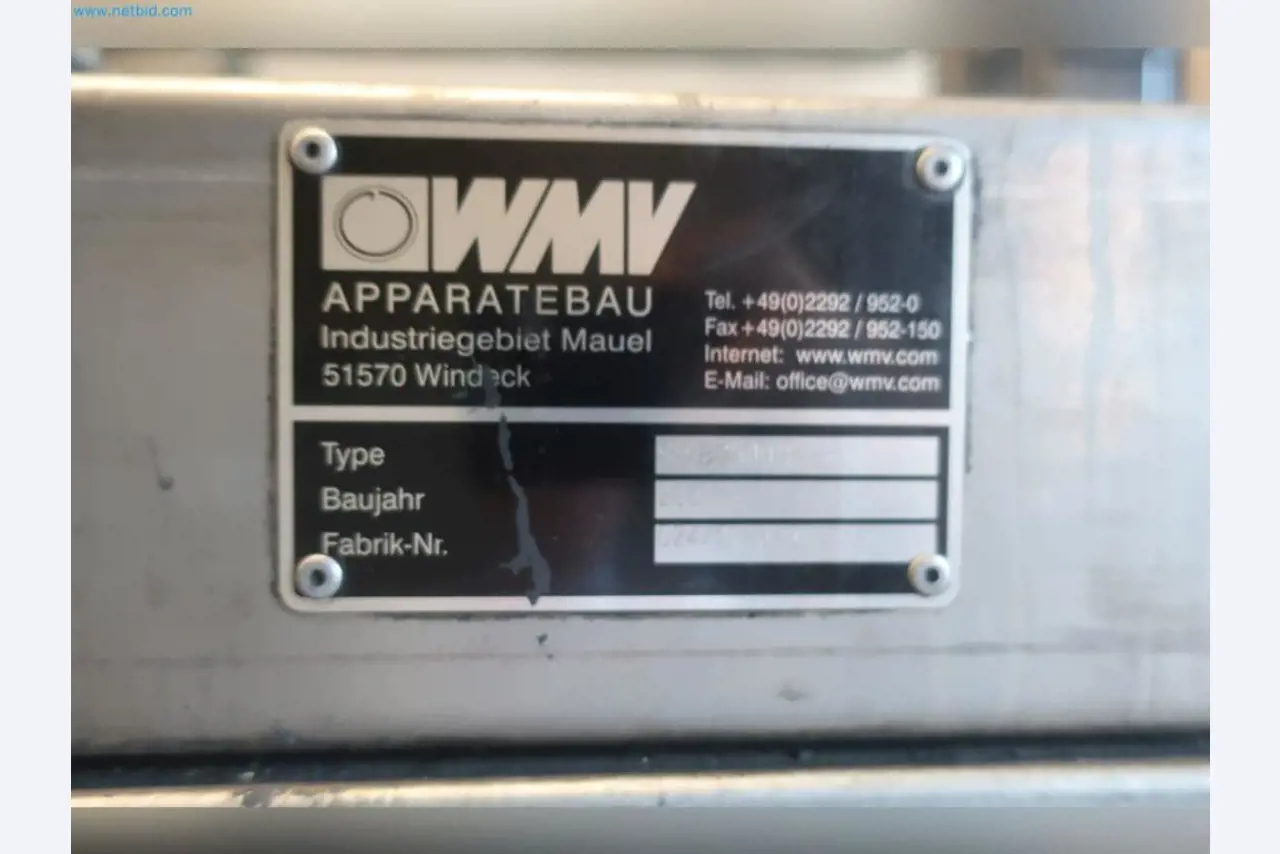 www.netbid.com
WMV
APPARATEBAU
Industriegebiet Mauel
51570 Windeck
Tel. +49(0)2292 / 952-0
Fax +49(0)2292 / 952-150
Internet: www.wmv.com
E-Mail: office@wmv.com
Type
Baujahr
Fabrik-Nr.